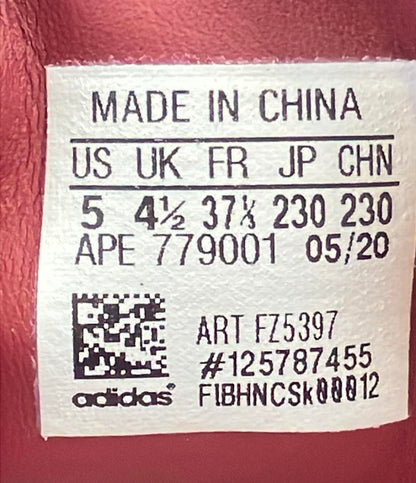 MADE IN CHINA
US UK FR JP CHN
5 4½ 37⅓ 230 230
APE 779001 05/20
ART FZ5397
#125787455
adidas® FIBHNCSk00012